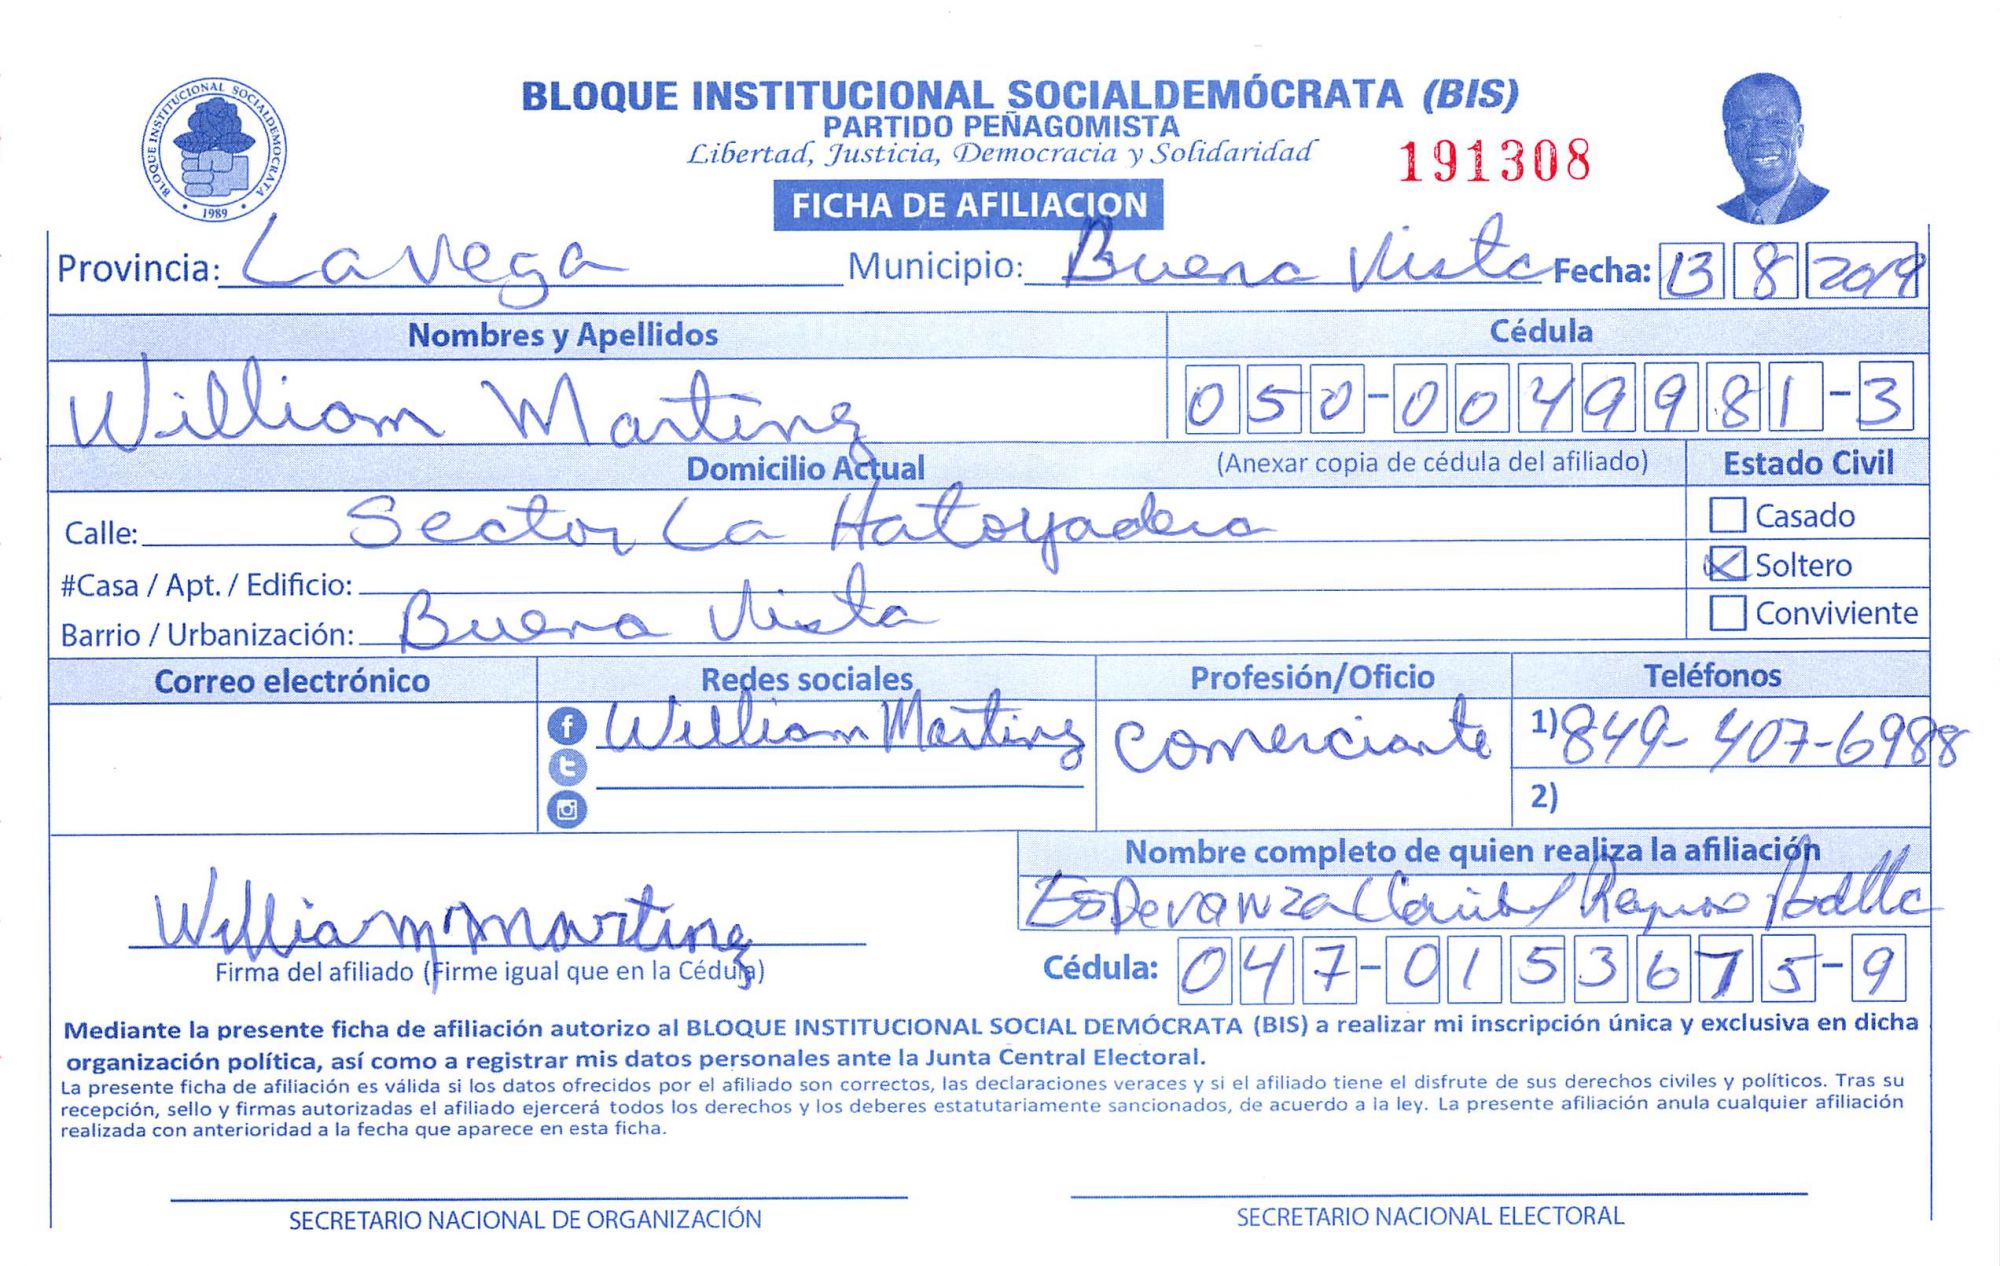 BLOQUE INSTITUCIONAL SOCIALDEMÓCRATA (BIS)
PARTIDO PEÑAGOMISTA
Libertad, Justicia, Democracia y Solidaridad
191308
BLOQUE INSTITUCIONAL SOCIALDEMOCRATA
1989
FICHA DE AFILIACION
Provincia: La Vega Municipio: Buena Vista Fecha: 13 8 2019
Nombres y Apellidos Cédula
William Martinez 050-0049981-3
Domicilio Actual (Anexar copia de cédula del afiliado) Estado Civil
Calle: Sector La Hatoyadera Casado
#Casa / Apt. / Edificio: Soltero
Barrio / Urbanización: Buena Vista Conviviente
Correo electrónico Redes sociales Profesión/Oficio Teléfonos
William Martinez Comerciante 1) 849-407-6988
2)
Nombre completo de quien realiza la afiliación
Esperanza Reynoso
William Martinez
Firma del afiliado (Firme igual que en la Cédula) Cédula: 047-0153675-9
Mediante la presente ficha de afiliación autorizo al BLOQUE INSTITUCIONAL SOCIAL DEMÓCRATA (BIS) a realizar mi inscripción única y exclusiva en dicha
organización política, así como a registrar mis datos personales ante la Junta Central Electoral.
La presente ficha de afiliación es válida si los datos ofrecidos por el afiliado son correctos, las declaraciones veraces y si el afiliado tiene el disfrute de sus derechos civiles y políticos. Tras su
recepción, sello y firmas autorizadas el afiliado ejercerá todos los derechos y los deberes estatutariamente sancionados, de acuerdo a la ley. La presente afiliación anula cualquier afiliación
realizada con anterioridad a la fecha que aparece en esta ficha.
SECRETARIO NACIONAL DE ORGANIZACIÓN SECRETARIO NACIONAL ELECTORAL